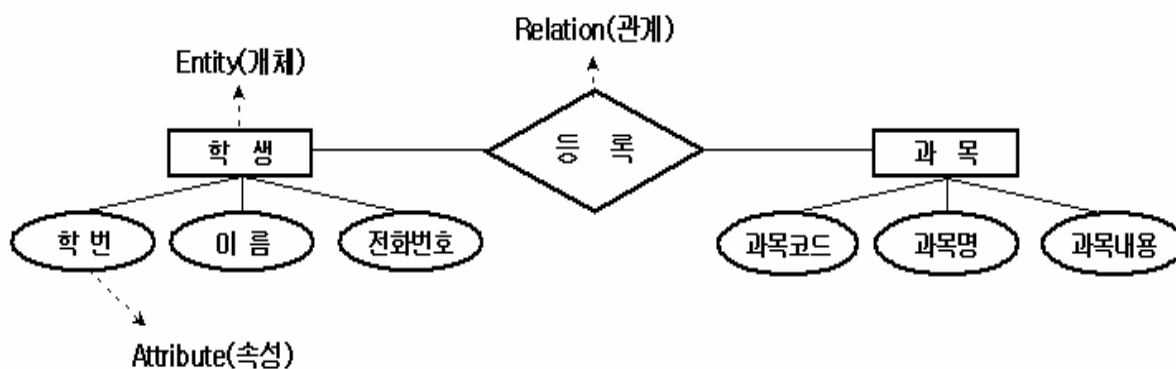 Relation(관계)
Entity(개체)
학 생
등 록
과 목
학 번
이 름
전화번호
과목코드
과목명
과목내용
Attribute(속성)